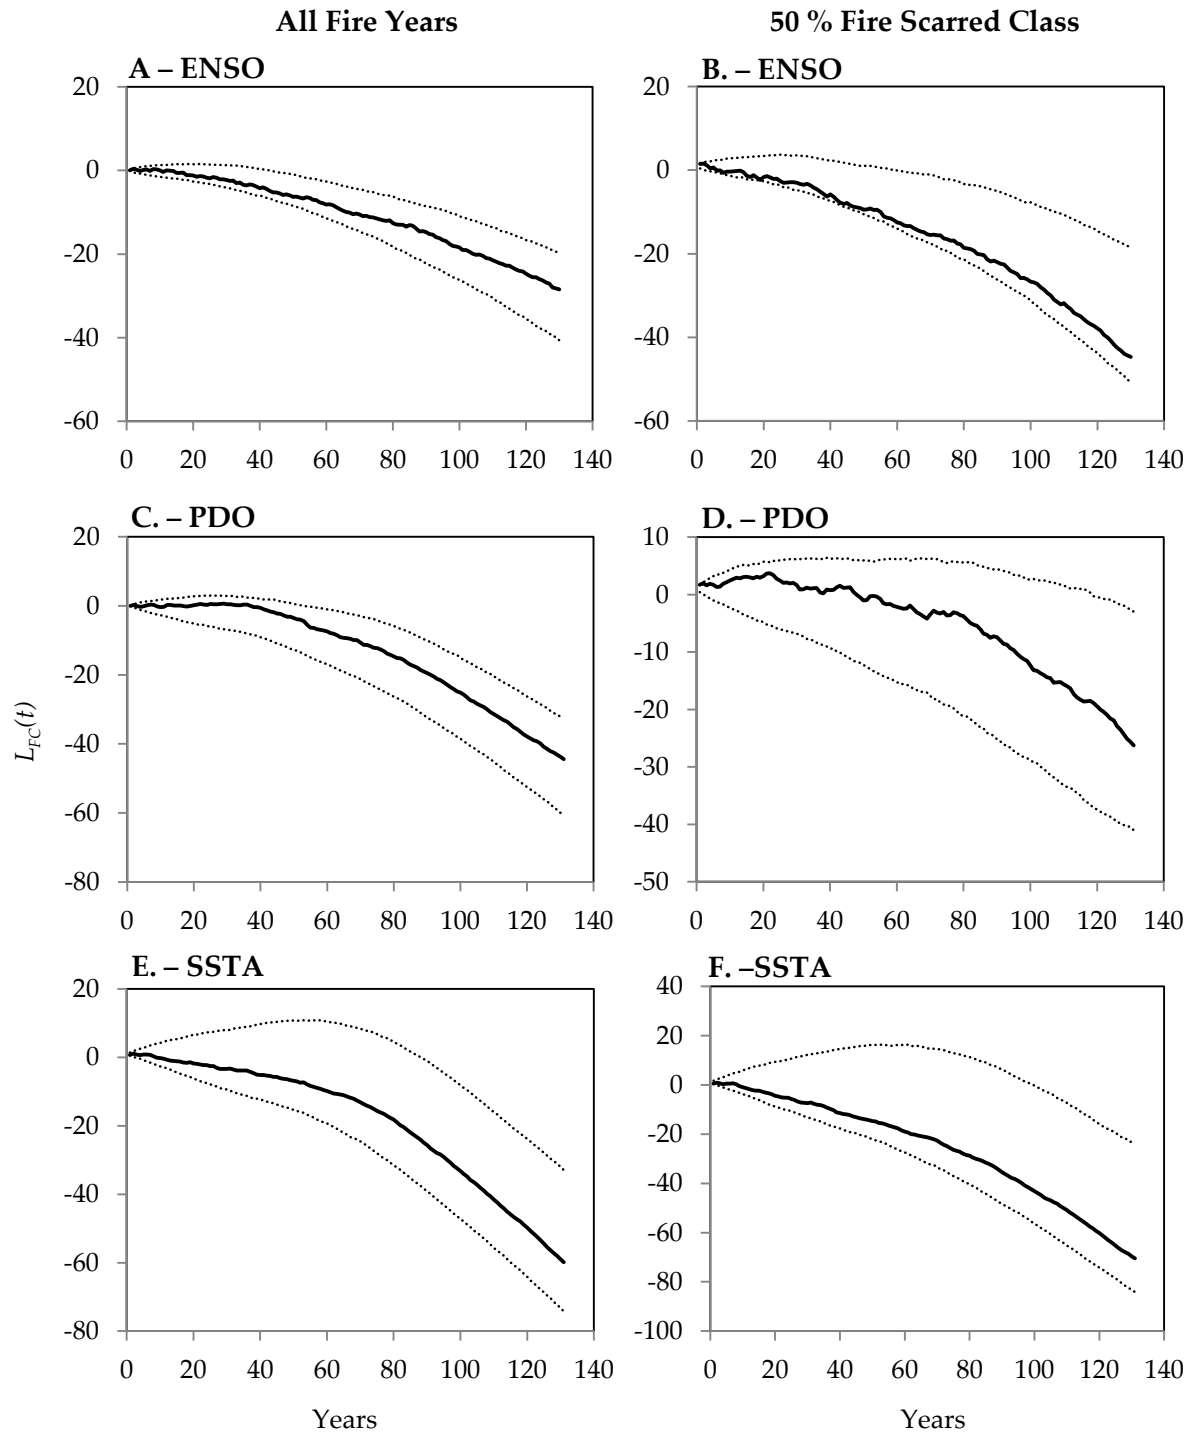 All Fire Years
50 % Fire Scarred Class
A – ENSO
20
0
-20
-40
-60
0 20 40 60 80 100 120 140
B. – ENSO
20
0
-20
-40
-60
0 20 40 60 80 100 120 140
C. – PDO
20
0
-20
-40
-60
-80
0 20 40 60 80 100 120 140
D. – PDO
10
0
-10
-20
-30
-40
-50
0 20 40 60 80 100 120 140
L_FC(t)
E. – SSTA
20
0
-20
-40
-60
-80
0 20 40 60 80 100 120 140
Years
F. –SSTA
40
20
0
-20
-40
-60
-80
-100
0 20 40 60 80 100 120 140
Years